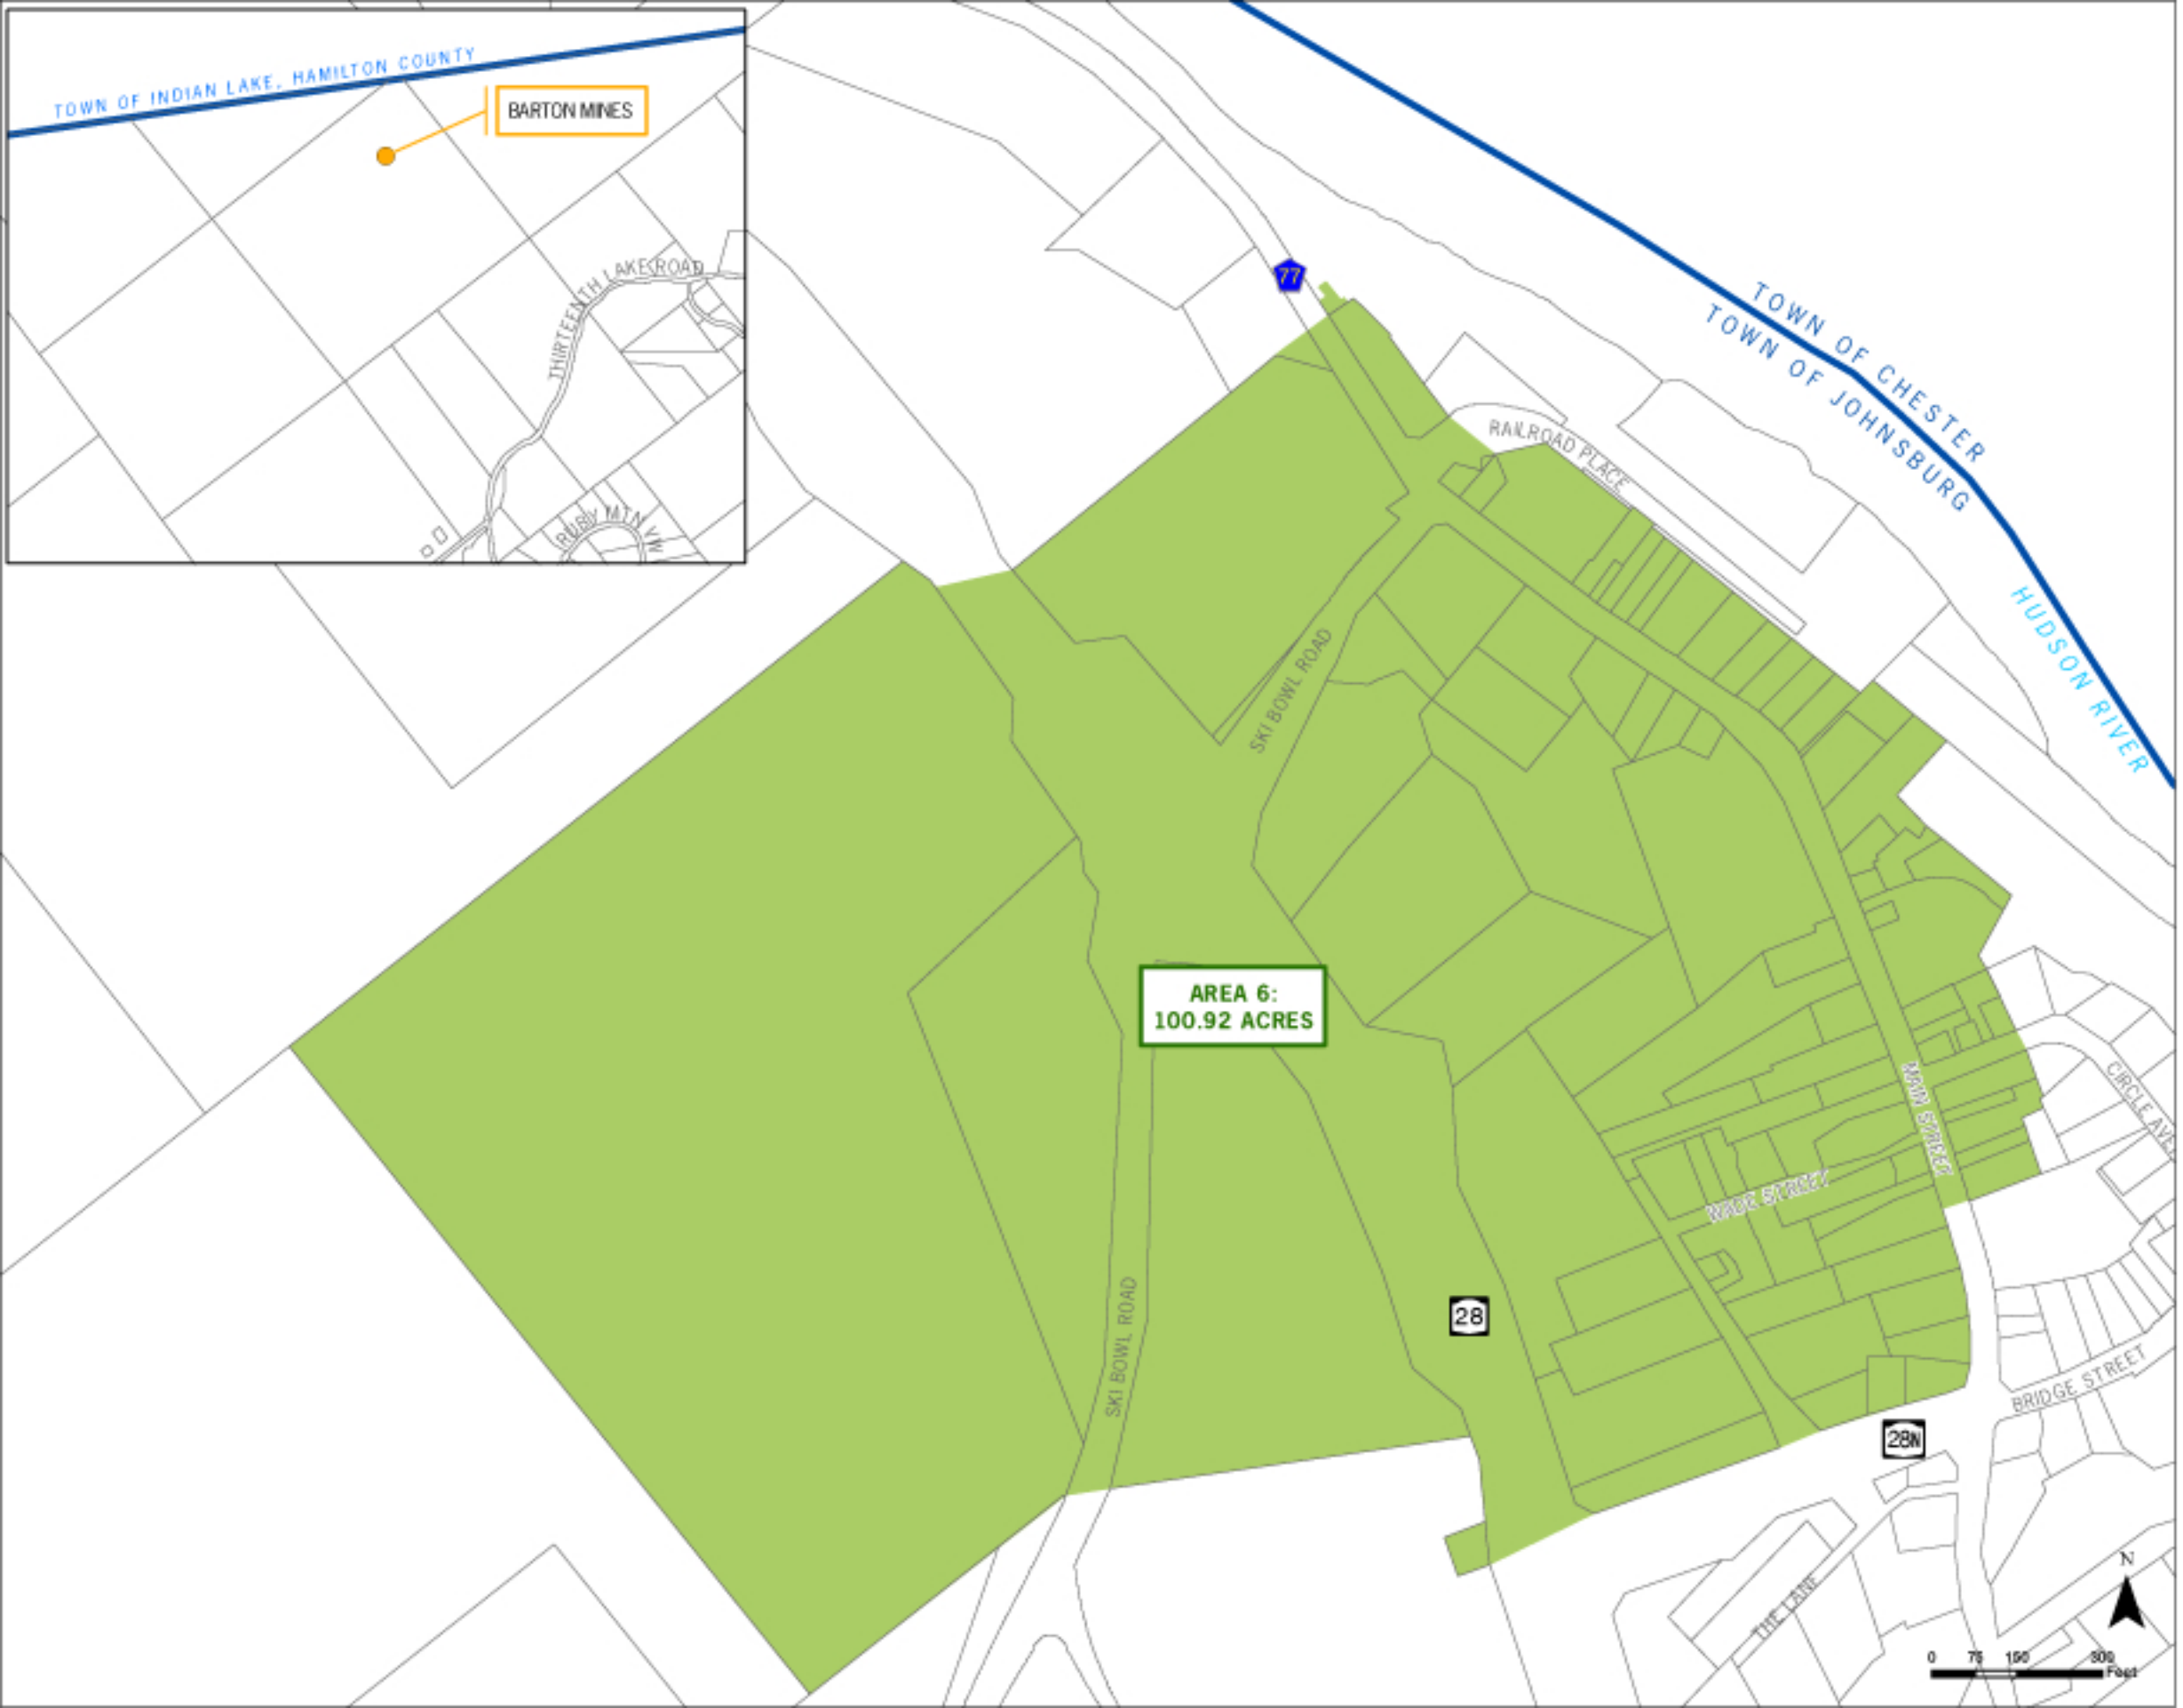 TOWN OF INDIAN LAKE, HAMILTON COUNTY
BARTON MINES
THIRTEENTH LAKE ROAD
RUBY MTN VW
77
TOWN OF CHESTER
TOWN OF JOHNSBURG
RAILROAD PLACE
HUDSON RIVER
SKI BOWL ROAD
AREA 6:
100.92 ACRES
MAIN STREET
CIRCLE AVE
WADE STREET
SKI BOWL ROAD
28
BRIDGE STREET
28N
THE LANE
N
0 75 150 300
Feet